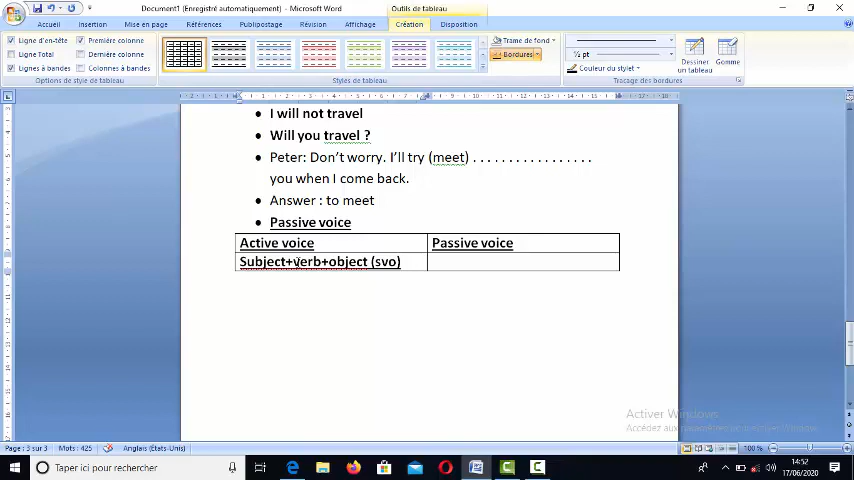 Document1 (Enregistré automatiquement) - Microsoft Word
Outils de tableau
Accueil Insertion Mise en page Références Publipostage Révision Affichage Création Disposition
Ligne d'en-tête Première colonne
Ligne Total Dernière colonne
Lignes à bandes Colonnes à bandes
Options de style de tableau
Styles de tableau
Trame de fond
Bordures
½ pt
Couleur du stylet
Dessiner un tableau
Gomme
Traçage des bordures
• I will not travel
• Will you travel ?
• Peter: Don't worry. I'll try (meet) . . . . . . . . . . . . . . . . .
you when I come back.
• Answer : to meet
• Passive voice
Active voice Passive voice
Subject+verb+object (svo)
Activer Windows
Page : 3 sur 3 Mots : 425 Anglais (États-Unis) 100 %
Taper ici pour rechercher
14:52
17/06/2020